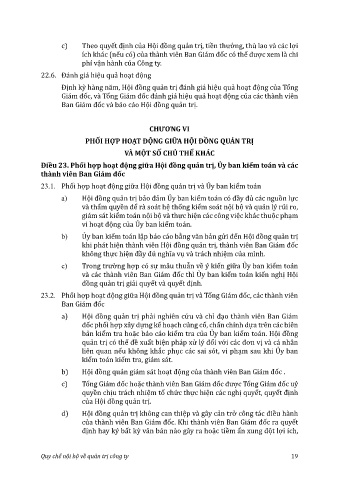 c) Theo quyết định của Hội đồng quản trị, tiền thưởng, thù lao và các lợi
ích khác (nếu có) của thành viên Ban Giám đốc có thể được xem là chi
phí vận hành của Công ty.
22.6. Đánh giá hiệu quả hoạt động
Định kỳ hàng năm, Hội đồng quản trị đánh giá hiệu quả hoạt động của Tổng
Giám đốc, và Tổng Giám đốc đánh giá hiệu quả hoạt động của các thành viên
Ban Giám đốc và báo cáo Hội đồng quản trị.
CHƯƠNG VI
PHỐI HỢP HOẠT ĐỘNG GIỮA HỘI ĐỒNG QUẢN TRỊ
VÀ MỘT SỐ CHỦ THỂ KHÁC
Điều 23. Phối hợp hoạt động giữa Hội đồng quản trị, Ủy ban kiểm toán và các
thành viên Ban Giám đốc
23.1. Phối hợp hoạt động giữa Hội đồng quản trị và Ủy ban kiểm toán
a) Hội đồng quản trị bảo đảm Ủy ban kiểm toán có đầy đủ các nguồn lực
và thẩm quyền để rà soát hệ thống kiểm soát nội bộ và quản lý rủi ro,
giám sát kiểm toán nội bộ và thực hiện các công việc khác thuộc phạm
vi hoạt động của Ủy ban kiểm toán.
b) Ủy ban kiểm toán lập báo cáo bằng văn bản gửi đến Hội đồng quản trị
khi phát hiện thành viên Hội đồng quản trị, thành viên Ban Giám đốc
không thực hiện đầy đủ nghĩa vụ và trách nhiệm của mình.
c) Trong trường hợp có sự mâu thuẫn về ý kiến giữa Ủy ban kiểm toán
và các thành viên Ban Giám đốc thì Ủy ban kiểm toán kiến nghị Hội
đồng quản trị giải quyết và quyết định.
23.2. Phối hợp hoạt động giữa Hội đồng quản trị và Tổng Giám đốc, các thành viên
Ban Giám đốc
a) Hội đồng quản trị phải nghiên cứu và chỉ đạo thành viên Ban Giám
đốc phối hợp xây dựng kế hoạch củng cố, chấn chỉnh dựa trên các biên
bản kiểm tra hoặc báo cáo kiểm tra của Ủy ban kiểm toán. Hội đồng
quản trị có thể đề xuất biện pháp xử lý đối với các đơn vị và cá nhân
liên quan nếu không khắc phục các sai sót, vi phạm sau khi Ủy ban
kiểm toán kiểm tra, giám sát.
b) Hội đồng quản giám sát hoạt động của thành viên Ban Giám đốc .
c) Tổng Giám đốc hoặc thành viên Ban Giám đốc được Tổng Giám đốc uỷ
quyền chịu trách nhiệm tổ chức thực hiện các nghị quyết, quyết định
của Hội đồng quản trị.
d) Hội đồng quản trị không can thiệp và gây cản trở công tác điều hành
của thành viên Ban Giám đốc. Khi thành viên Ban Giám đốc ra quyết
định hay ký bất kỳ văn bản nào gây ra hoặc tiềm ẩn xung đột lợi ích,
Quy chế nội bộ về quản trị công ty 19